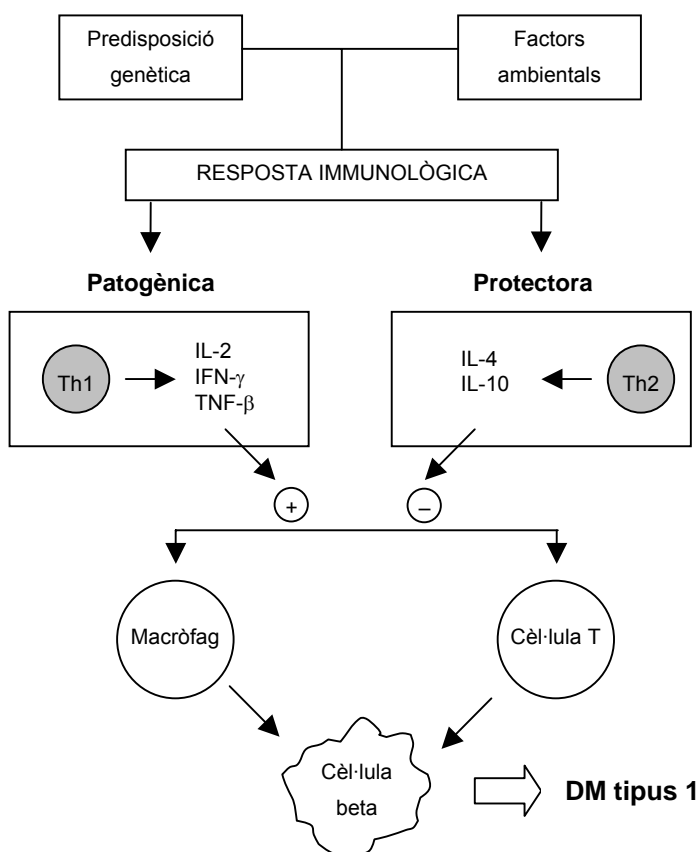 Predisposició
genètica
Factors
ambientals
RESPOSTA IMMUNOLÒGICA
Patogènica
Protectora
Th1
IL-2
IFN-γ
TNF-β
IL-4
IL-10
Th2
+
–
Macròfag
Cèl·lula T
Cèl·lula
beta
DM tipus 1